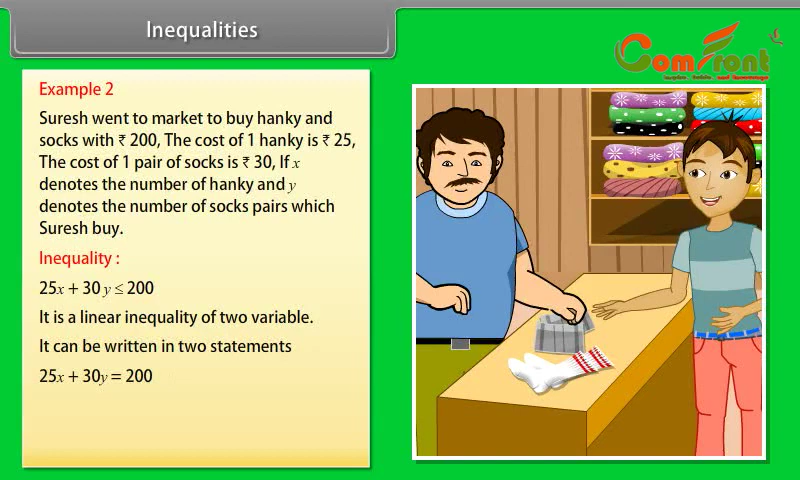 Inequalities
ComFront
Example 2
Suresh went to market to buy hanky and
socks with ₹ 200, The cost of 1 hanky is ₹ 25,
The cost of 1 pair of socks is ₹ 30, If x
denotes the number of hanky and y
denotes the number of socks pairs which
Suresh buy.
Inequality :
25x + 30 y ≤ 200
It is a linear inequality of two variable.
It can be written in two statements
25x + 30y = 200